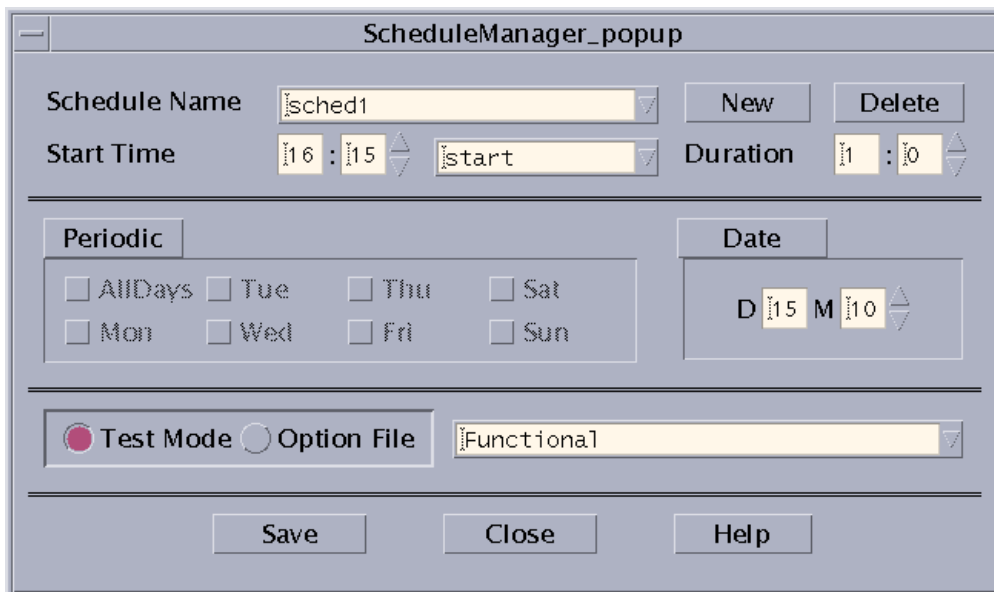 ScheduleManager_popup
Schedule Name sched1 New Delete
Start Time 16 : 15 start Duration 1 : 0
Periodic Date
AllDays Tue Thu Sat
D 15 M 10
Mon Wed Fri Sun
Test Mode Option File Functional
Save Close Help